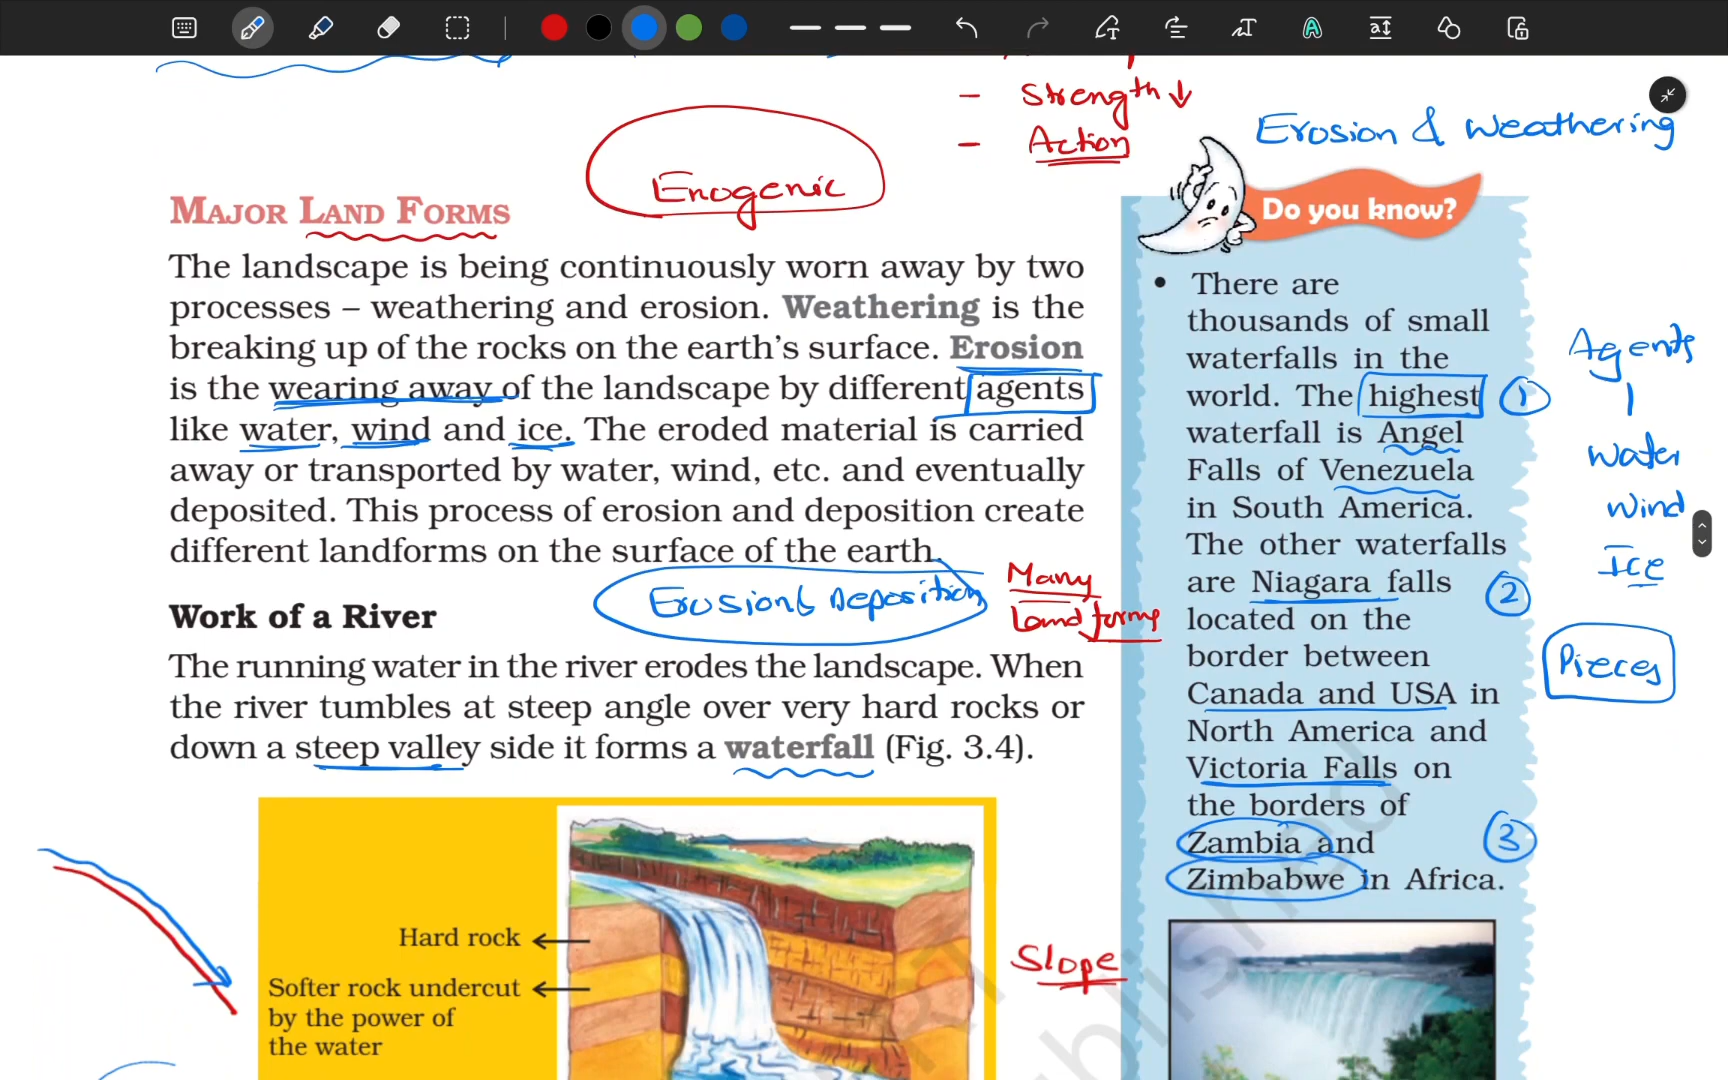 - Strength ↓
- Action
Erosion & Weathering
Enogenic
MAJOR LAND FORMS
The landscape is being continuously worn away by two
processes – weathering and erosion. Weathering is the
breaking up of the rocks on the earth's surface. Erosion
is the wearing away of the landscape by different agents
like water, wind and ice. The eroded material is carried
away or transported by water, wind, etc. and eventually
deposited. This process of erosion and deposition create
different landforms on the surface of the earth.
Erosion & Deposition
Many
Land forms
Work of a River
The running water in the river erodes the landscape. When
the river tumbles at steep angle over very hard rocks or
down a steep valley side it forms a waterfall (Fig. 3.4).
Hard rock
Softer rock undercut
by the power of
the water
Slope
Do you know?
• There are
thousands of small
waterfalls in the
world. The highest 1
waterfall is Angel
Falls of Venezuela
in South America.
The other waterfalls
are Niagara falls 2
located on the
border between
Canada and USA in
North America and
Victoria Falls on
the borders of
Zambia and 3
Zimbabwe in Africa.
Agents
Water
Wind
Ice
Pieces